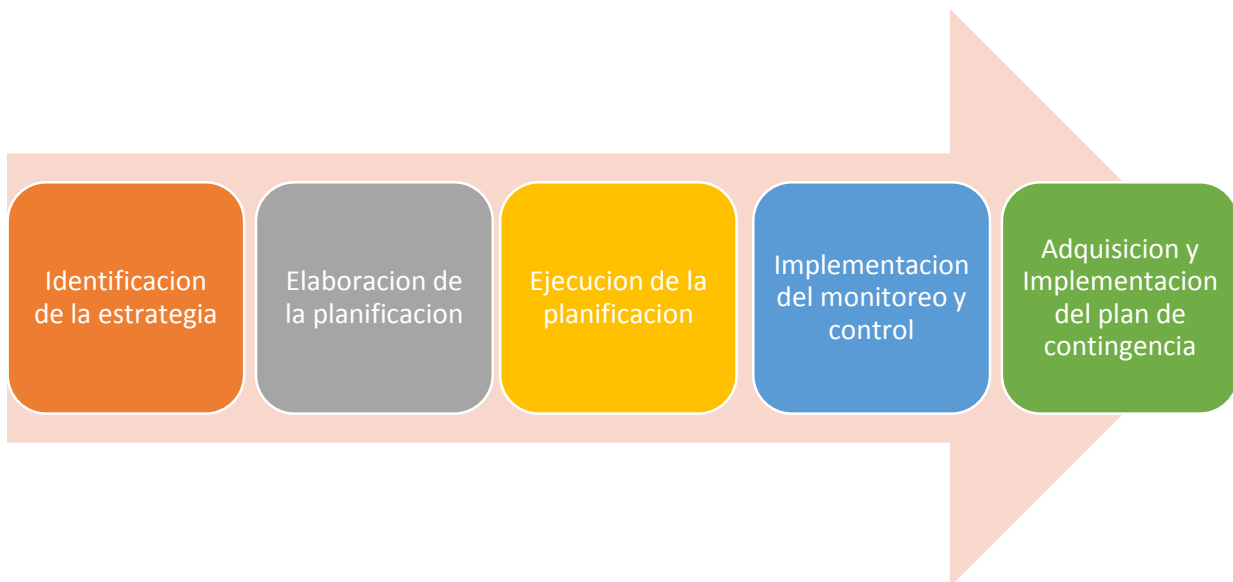 Identificacion
de la estrategia
Elaboracion de
la planificacion
Ejecucion de la
planificacion
Implementacion
del monitoreo y
control
Adquisicion y
Implementacion
del plan de
contingencia